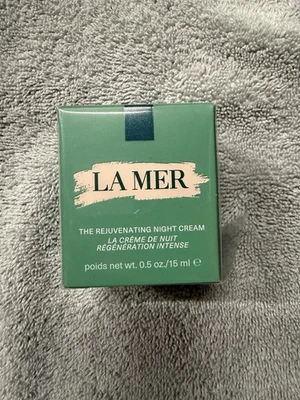 LA MER
THE REJUVENATING NIGHT CREAM
LA CRÈME DE NUIT
RÉGÉNÉRATION INTENSE
poids net wt. 0.5 oz./15 ml ℮